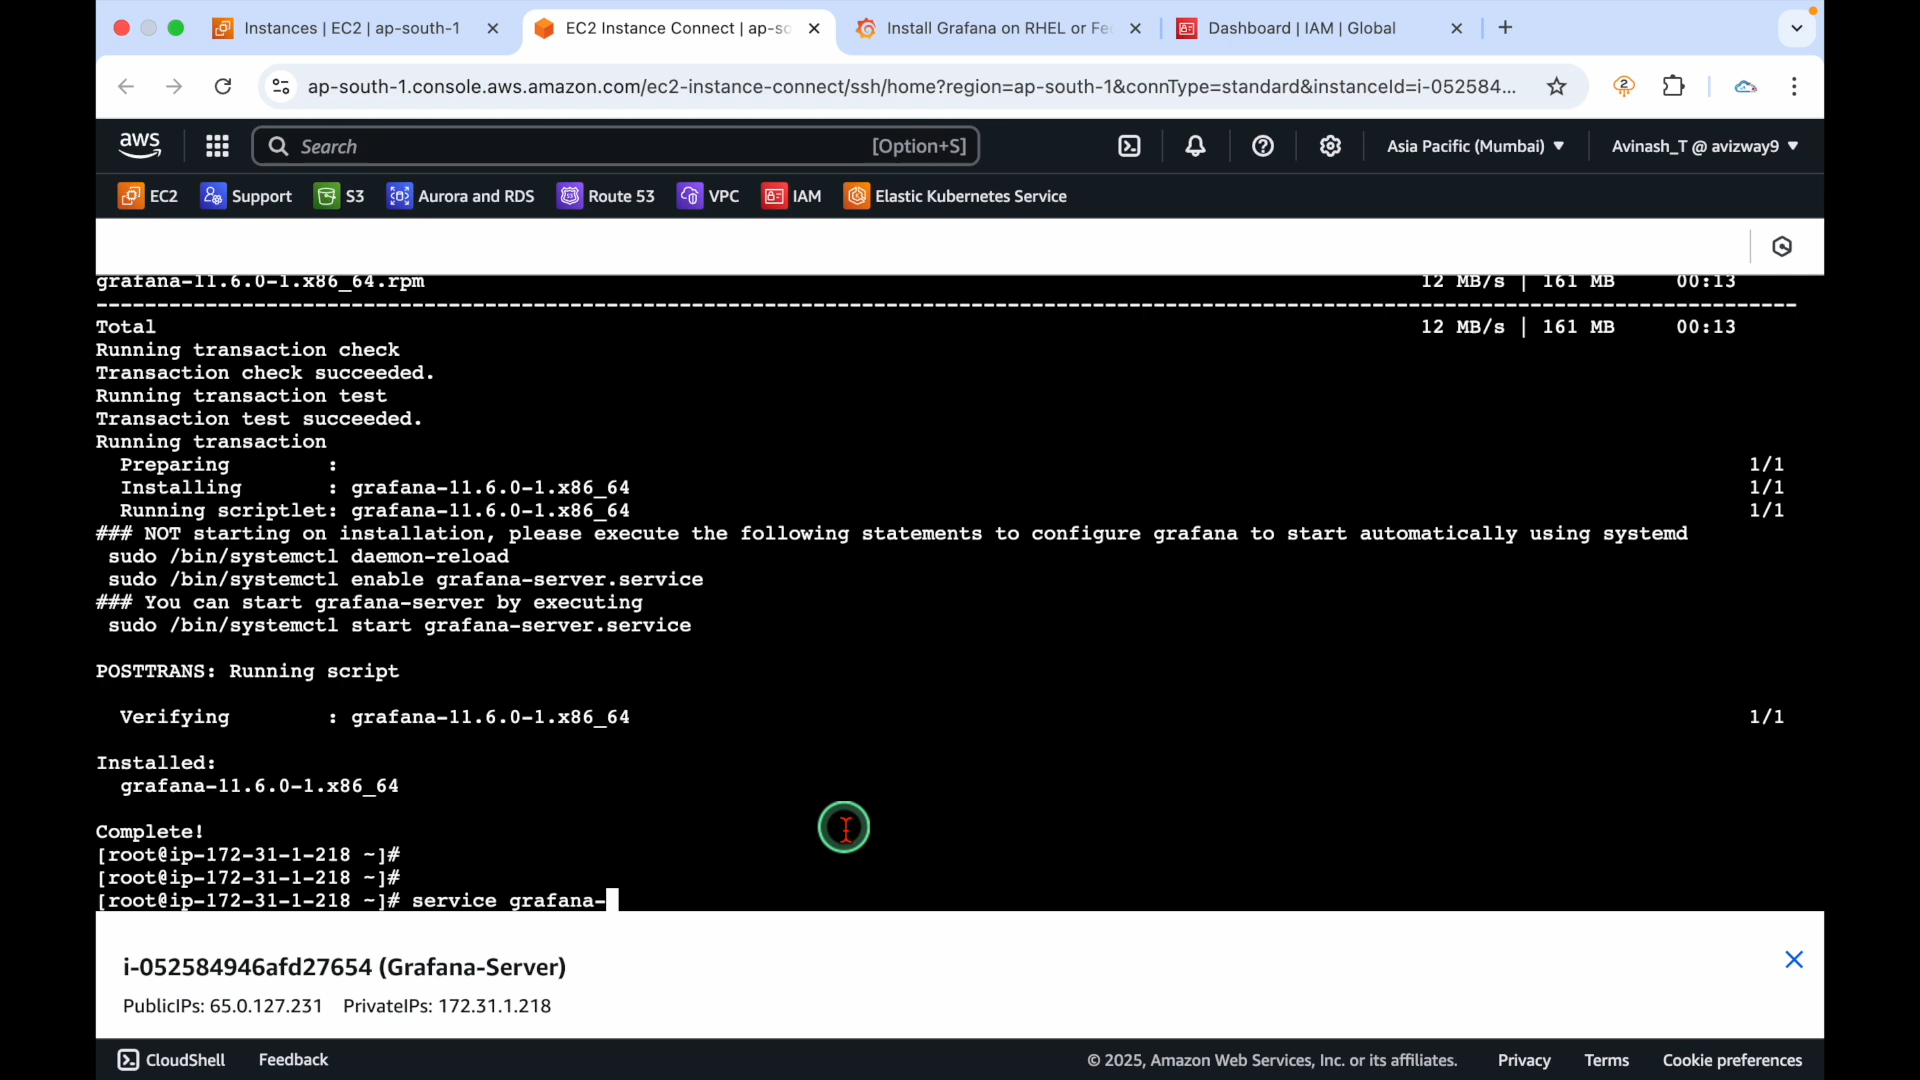 Instances | EC2 | ap-south-1
EC2 Instance Connect | ap-so
Install Grafana on RHEL or Fe
Dashboard | IAM | Global
ap-south-1.console.aws.amazon.com/ec2-instance-connect/ssh/home?region=ap-south-1&connType=standard&instanceId=i-052584...
2
aws
Search [Option+S]
Asia Pacific (Mumbai) ▼
Avinash_T @ avizway9 ▼
EC2 Support S3 Aurora and RDS Route 53 VPC IAM Elastic Kubernetes Service
grafana-11.6.0-1.x86_64.rpm 12 MB/s | 161 MB 00:13
--------------------------------------------------------------------------------------------------------------------------------------------
Total 12 MB/s | 161 MB 00:13
Running transaction check
Transaction check succeeded.
Running transaction test
Transaction test succeeded.
Running transaction
Preparing : 1/1
Installing : grafana-11.6.0-1.x86_64 1/1
Running scriptlet: grafana-11.6.0-1.x86_64 1/1
### NOT starting on installation, please execute the following statements to configure grafana to start automatically using systemd
sudo /bin/systemctl daemon-reload
sudo /bin/systemctl enable grafana-server.service
### You can start grafana-server by executing
sudo /bin/systemctl start grafana-server.service
POSTTRANS: Running script
Verifying : grafana-11.6.0-1.x86_64 1/1
Installed:
grafana-11.6.0-1.x86_64
Complete!
[root@ip-172-31-1-218 ~]#
[root@ip-172-31-1-218 ~]#
[root@ip-172-31-1-218 ~]# service grafana-
i-052584946afd27654 (Grafana-Server)
PublicIPs: 65.0.127.231 PrivateIPs: 172.31.1.218
CloudShell Feedback © 2025, Amazon Web Services, Inc. or its affiliates. Privacy Terms Cookie preferences